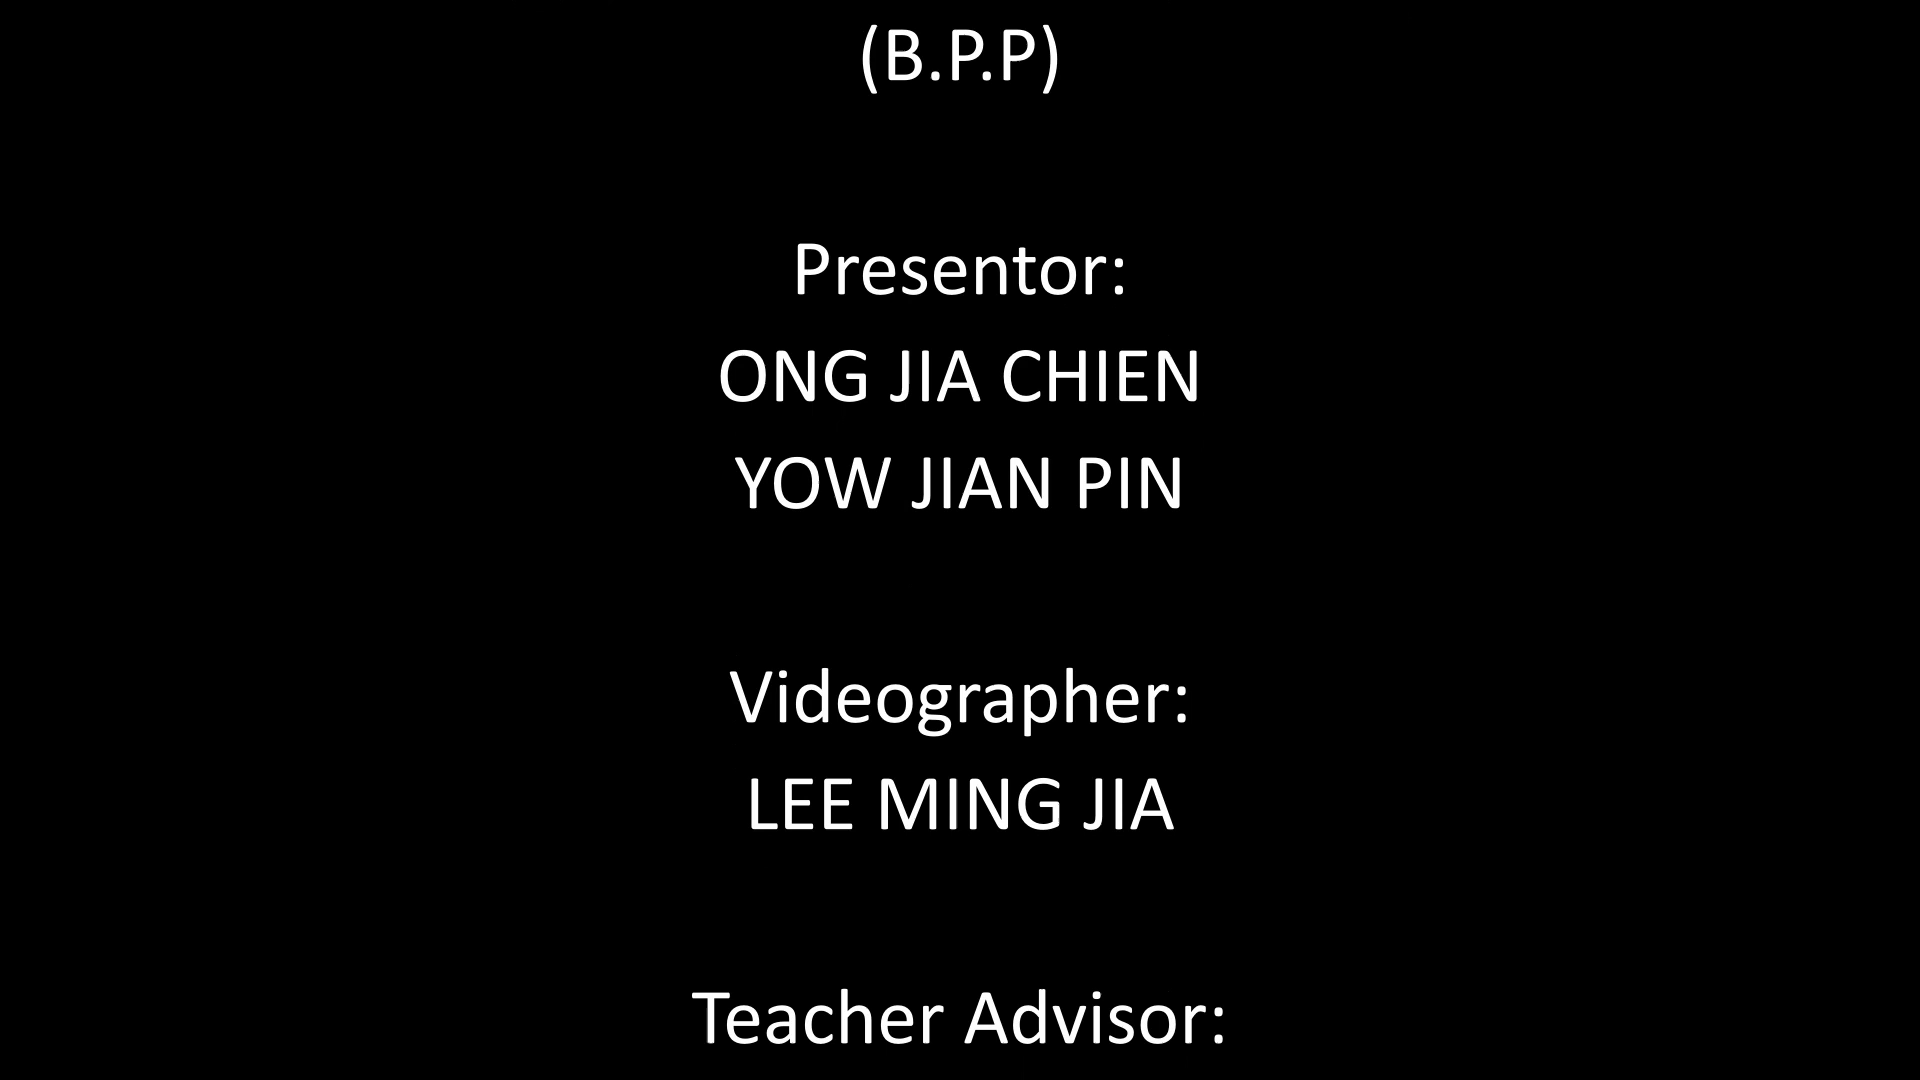 (B.P.P)
Presentor:
ONG JIA CHIEN
YOW JIAN PIN
Videographer:
LEE MING JIA
Teacher Advisor: